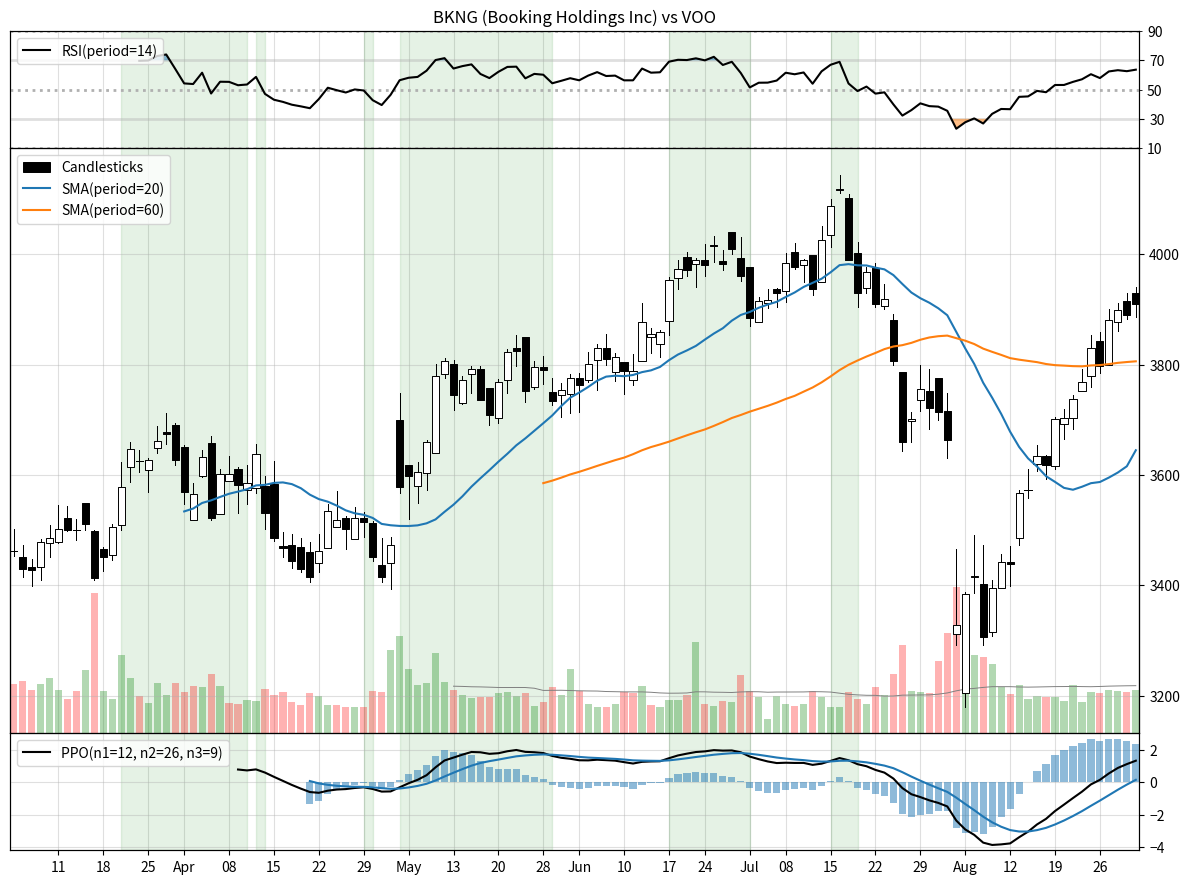 BKNG (Booking Holdings Inc) vs VOO
RSI(period=14)
90
70
50
30
10
Candlesticks
SMA(period=20)
SMA(period=60)
4000
3800
3600
3400
3200
PPO(n1=12, n2=26, n3=9)
2
0
−2
−4
11 18 25 Apr 08 15 22 29 May 13 20 28 Jun 10 17 24 Jul 08 15 22 29 Aug 12 19 26